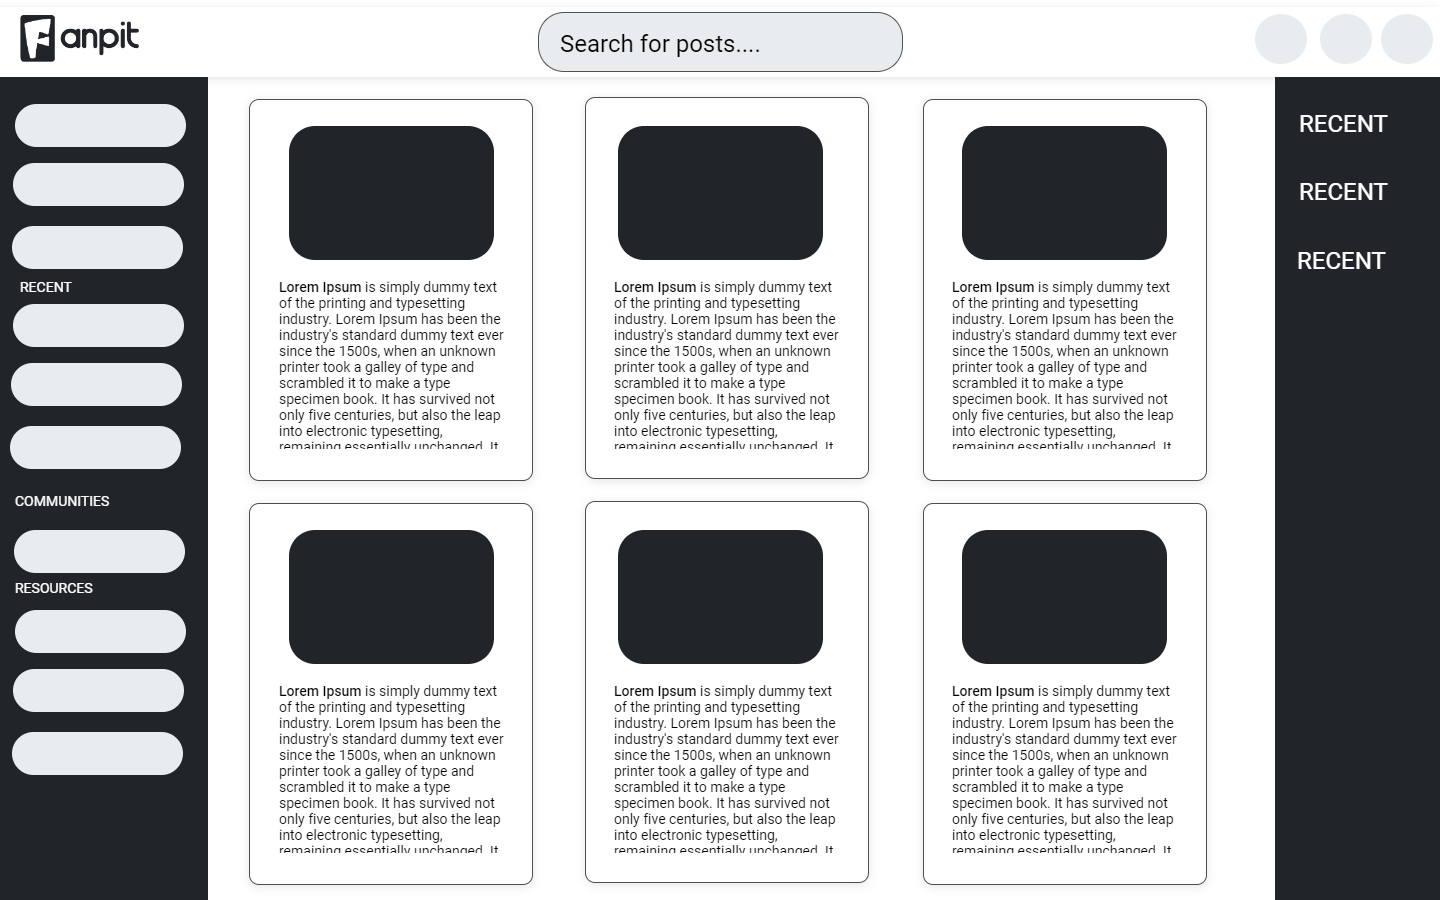 Fanpit
Search for posts....
RECENT
COMMUNITIES
RESOURCES
Lorem Ipsum is simply dummy text
of the printing and typesetting
industry. Lorem Ipsum has been the
industry's standard dummy text ever
since the 1500s, when an unknown
printer took a galley of type and
scrambled it to make a type
specimen book. It has survived not
only five centuries, but also the leap
into electronic typesetting,
remaining essentially unchanged. It
Lorem Ipsum is simply dummy text
of the printing and typesetting
industry. Lorem Ipsum has been the
industry's standard dummy text ever
since the 1500s, when an unknown
printer took a galley of type and
scrambled it to make a type
specimen book. It has survived not
only five centuries, but also the leap
into electronic typesetting,
remaining essentially unchanged. It
Lorem Ipsum is simply dummy text
of the printing and typesetting
industry. Lorem Ipsum has been the
industry's standard dummy text ever
since the 1500s, when an unknown
printer took a galley of type and
scrambled it to make a type
specimen book. It has survived not
only five centuries, but also the leap
into electronic typesetting,
remaining essentially unchanged. It
Lorem Ipsum is simply dummy text
of the printing and typesetting
industry. Lorem Ipsum has been the
industry's standard dummy text ever
since the 1500s, when an unknown
printer took a galley of type and
scrambled it to make a type
specimen book. It has survived not
only five centuries, but also the leap
into electronic typesetting,
remaining essentially unchanged. It
Lorem Ipsum is simply dummy text
of the printing and typesetting
industry. Lorem Ipsum has been the
industry's standard dummy text ever
since the 1500s, when an unknown
printer took a galley of type and
scrambled it to make a type
specimen book. It has survived not
only five centuries, but also the leap
into electronic typesetting,
remaining essentially unchanged. It
Lorem Ipsum is simply dummy text
of the printing and typesetting
industry. Lorem Ipsum has been the
industry's standard dummy text ever
since the 1500s, when an unknown
printer took a galley of type and
scrambled it to make a type
specimen book. It has survived not
only five centuries, but also the leap
into electronic typesetting,
remaining essentially unchanged. It
RECENT
RECENT
RECENT